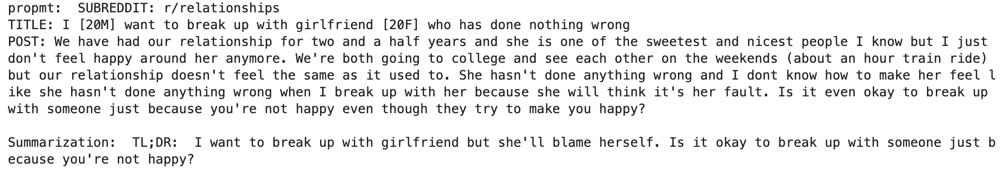 propmt:  SUBREDDIT: r/relationships
TITLE: I [20M] want to break up with girlfriend [20F] who has done nothing wrong
POST: We have had our relationship for two and a half years and she is one of the sweetest and nicest people I know but I just
don't feel happy around her anymore. We're both going to college and see each other on the weekends (about an hour train ride)
but our relationship doesn't feel the same as it used to. She hasn't done anything wrong and I dont know how to make her feel l
ike she hasn't done anything wrong when I break up with her because she will think it's her fault. Is it even okay to break up
with someone just because you're not happy even though they try to make you happy?

Summarization:  TL;DR:  I want to break up with girlfriend but she'll blame herself. Is it okay to break up with someone just b
ecause you're not happy?